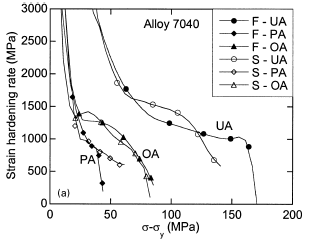 Alloy 7040
F - UA
F - PA
F - OA
S - UA
S - PA
S - OA
Strain hardening rate (MPa)
3000
2500
2000
1500
1000
500
0
UA
OA
PA
(a)
0 50 100 150 200
σ-σy (MPa)